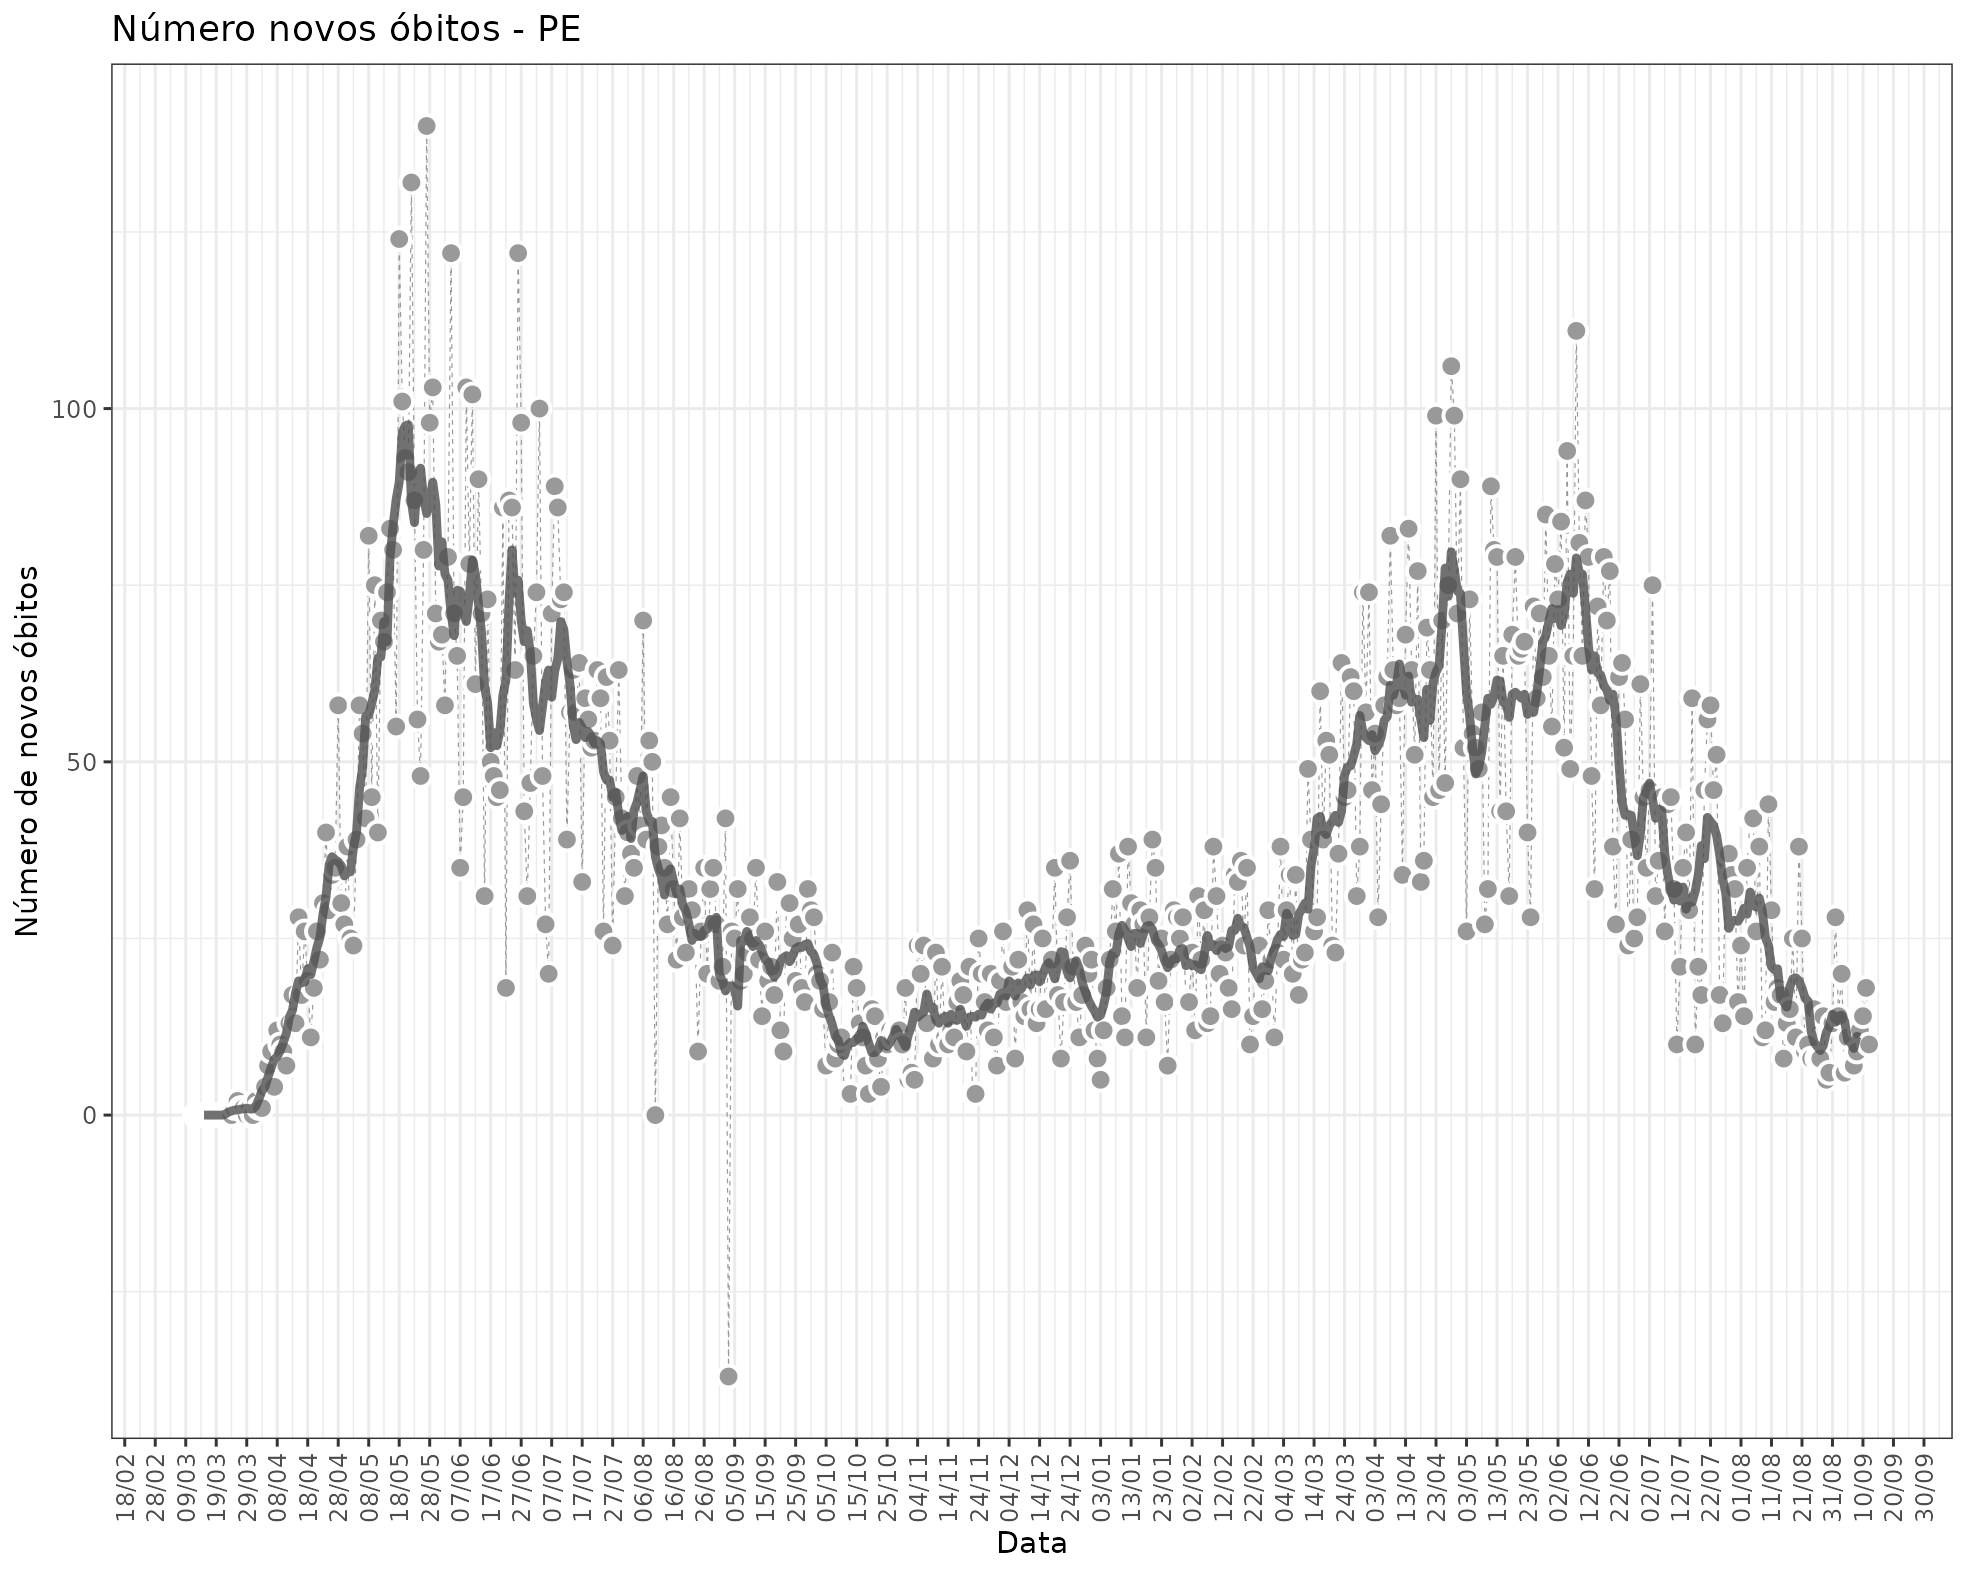 Número novos óbitos - PE
Número de novos óbitos
100
50
0
18/02 28/02 09/03 19/03 29/03 08/04 18/04 28/04 08/05 18/05 28/05 07/06 17/06 27/06 07/07 17/07 27/07 06/08 16/08 26/08 05/09 15/09 25/09 05/10 15/10 25/10 04/11 14/11 24/11 04/12 14/12 24/12 03/01 13/01 23/01 02/02 12/02 22/02 04/03 14/03 24/03 03/04 13/04 23/04 03/05 13/05 23/05 02/06 12/06 22/06 02/07 12/07 22/07 01/08 11/08 21/08 31/08 10/09 20/09 30/09
Data